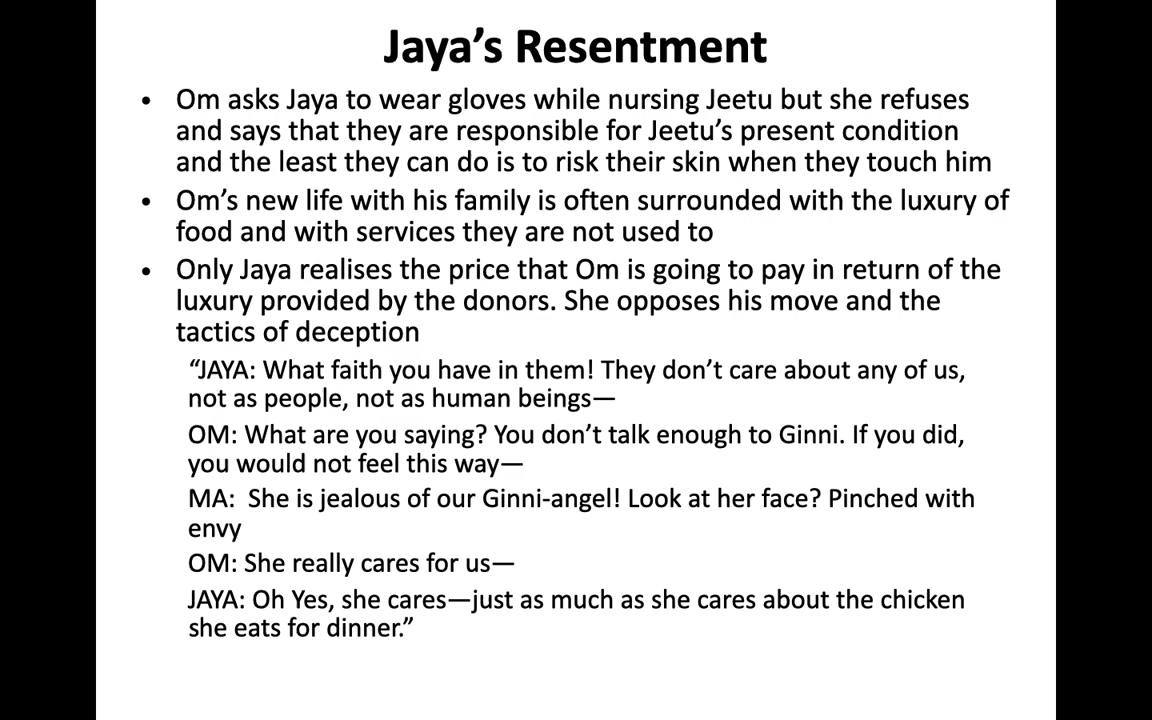 Jaya’s Resentment
• Om asks Jaya to wear gloves while nursing Jeetu but she refuses
and says that they are responsible for Jeetu’s present condition
and the least they can do is to risk their skin when they touch him
• Om’s new life with his family is often surrounded with the luxury of
food and with services they are not used to
• Only Jaya realises the price that Om is going to pay in return of the
luxury provided by the donors. She opposes his move and the
tactics of deception
“JAYA: What faith you have in them! They don’t care about any of us,
not as people, not as human beings—
OM: What are you saying? You don’t talk enough to Ginni. If you did,
you would not feel this way—
MA:  She is jealous of our Ginni-angel! Look at her face? Pinched with
envy
OM: She really cares for us—
JAYA: Oh Yes, she cares—just as much as she cares about the chicken
she eats for dinner.”